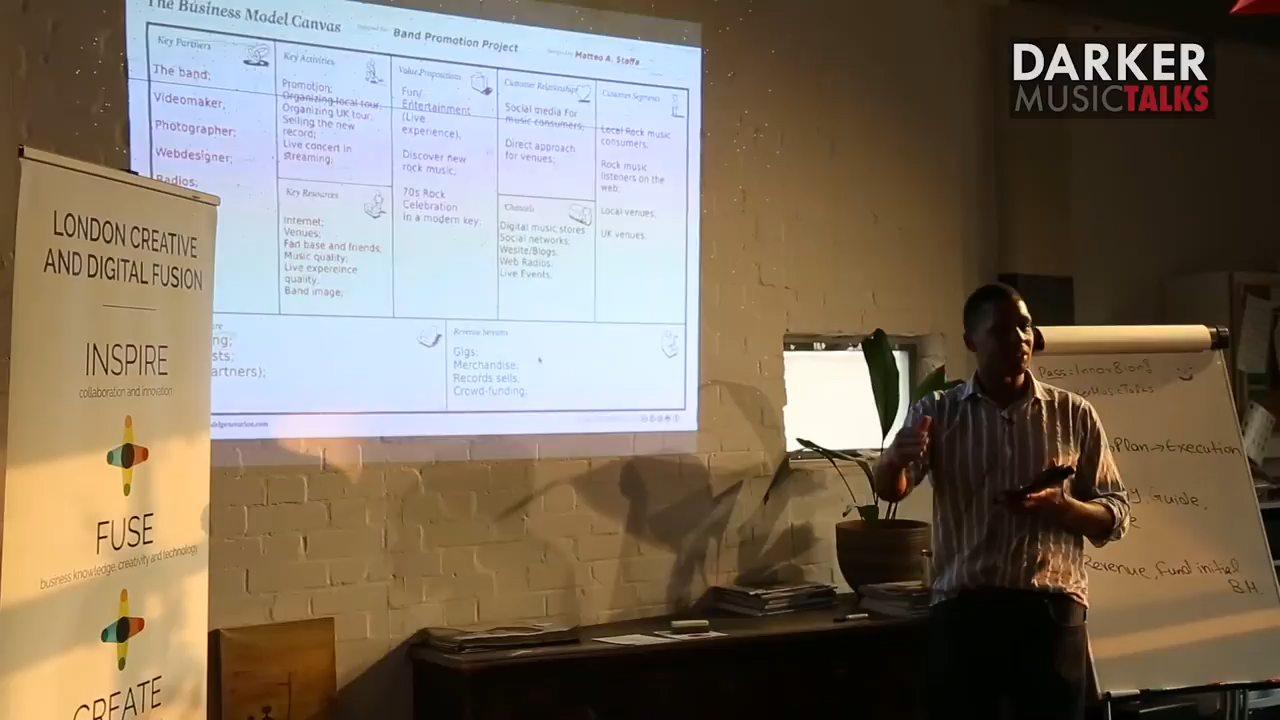 DARKER
MUSICTALKS
The Business Model Canvas
Band Promotion Project
Matteo A. Staffa
Key Partners
The band;
Videomaker,
Photographer;
Webdesigner;
Radios,
Key Activities
Promotion;
Organizing local tour;
Organizing UK tour,
Selling the new
record;
Live concert in
streaming;
Key Resources
Internet;
Venues;
Fan base and friends;
Music quality;
Live expereince
quality,
Band image;
Value Propositions
Fun/
Entertainment
(Live
experience),
Discover new
rock music,
70s Rock
Celebration
in a modern key;
Customer Relationships
Social media for
music consumers,
Direct approach
for venues;
Channels
Digital music stores
Social networks;
Wesite/Blogs,
Web Radios,
Live Events,
Customer Segments
Local Rock music
consumers,
Rock music
listeners on the
web,
Local venues,
UK venues,
ure
ng;
sts;
artners);
Revenue Streams
Gigs;
Merchandise,
Records sells,
Crowd-funding;
LONDON CREATIVE
AND DIGITAL FUSION
INSPIRE
collaboration and innovation
FUSE
business knowledge, creativity and technology
CREATE
Pass:
MusicTalks
Plan→Execution
Guide,
Revenue, Fund initial
B.M.